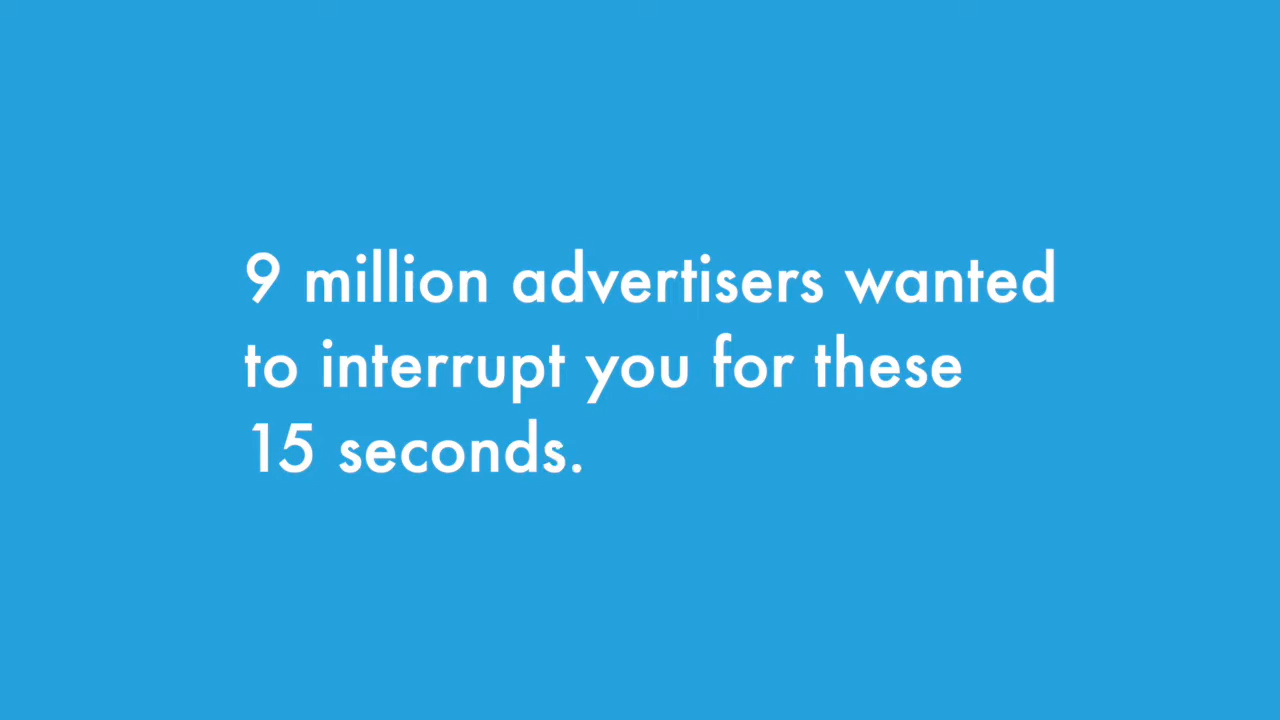 9 million advertisers wanted
to interrupt you for these
15 seconds.